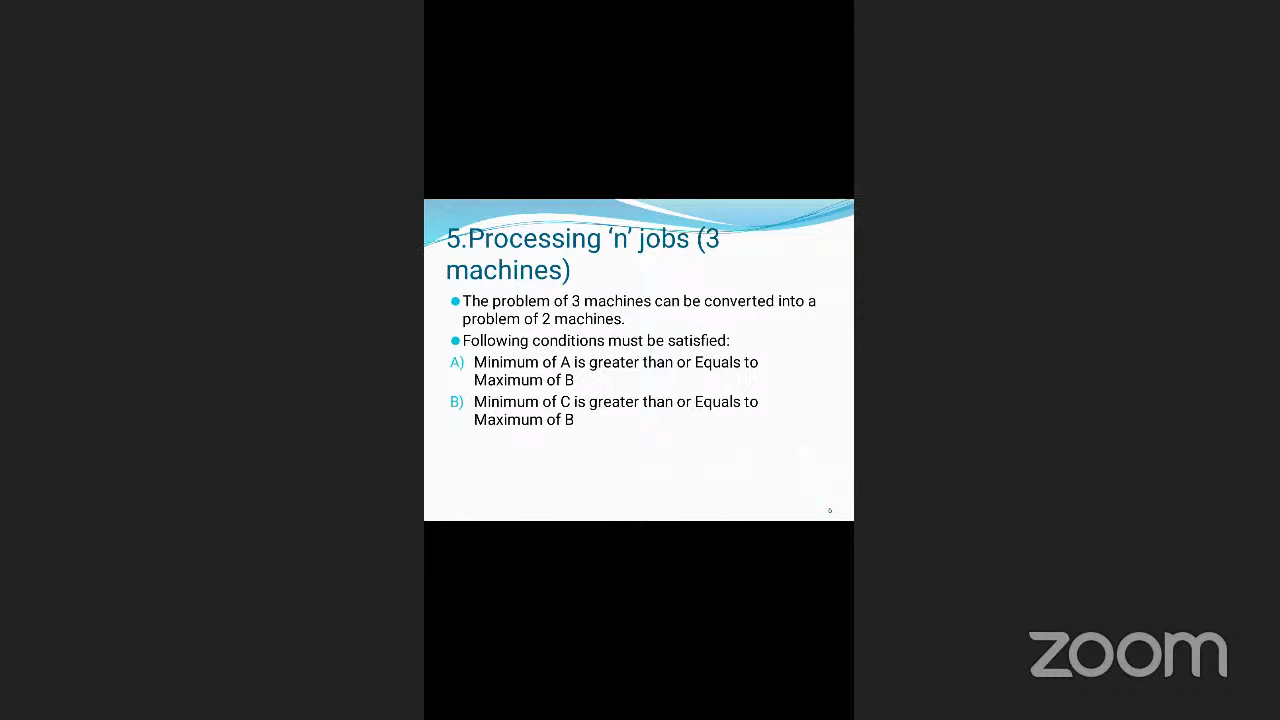 5.Processing ‘n’ jobs (3
machines)
The problem of 3 machines can be converted into a
problem of 2 machines.
Following conditions must be satisfied:
A) Minimum of A is greater than or Equals to
Maximum of B
B) Minimum of C is greater than or Equals to
Maximum of B
6
zoom